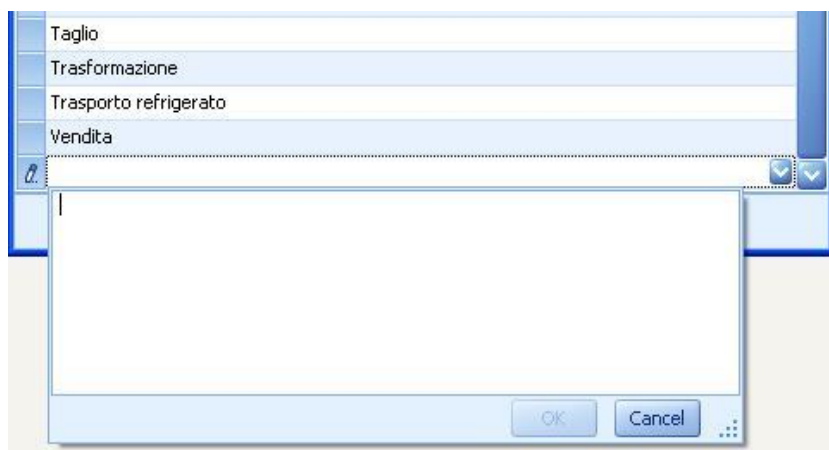 Taglio
Trasformazione
Trasporto refrigerato
Vendita
OK Cancel